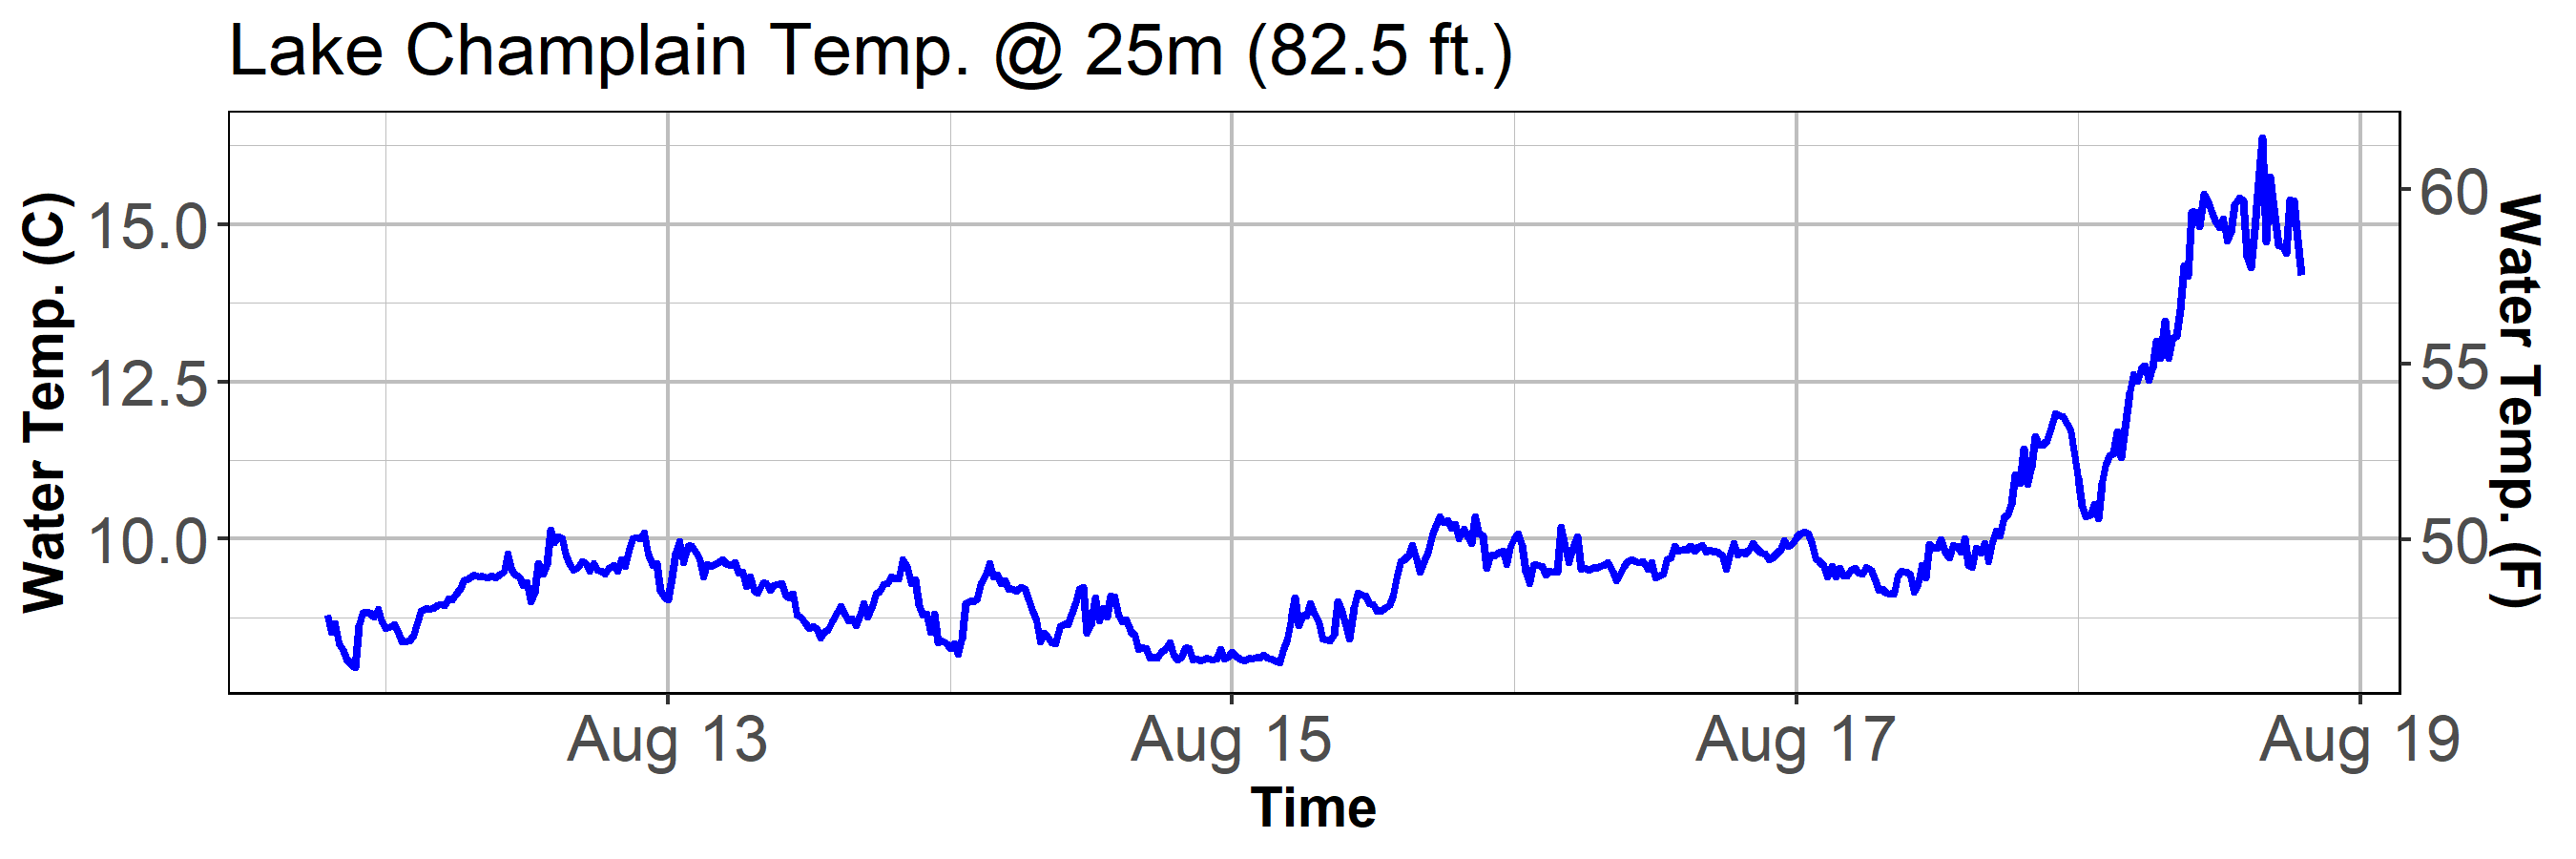 Lake Champlain Temp. @ 25m (82.5 ft.)
Water Temp. (C)
15.0
12.5
10.0
60
55
50
Water Temp. (F)
Aug 13
Aug 15
Aug 17
Aug 19
Time